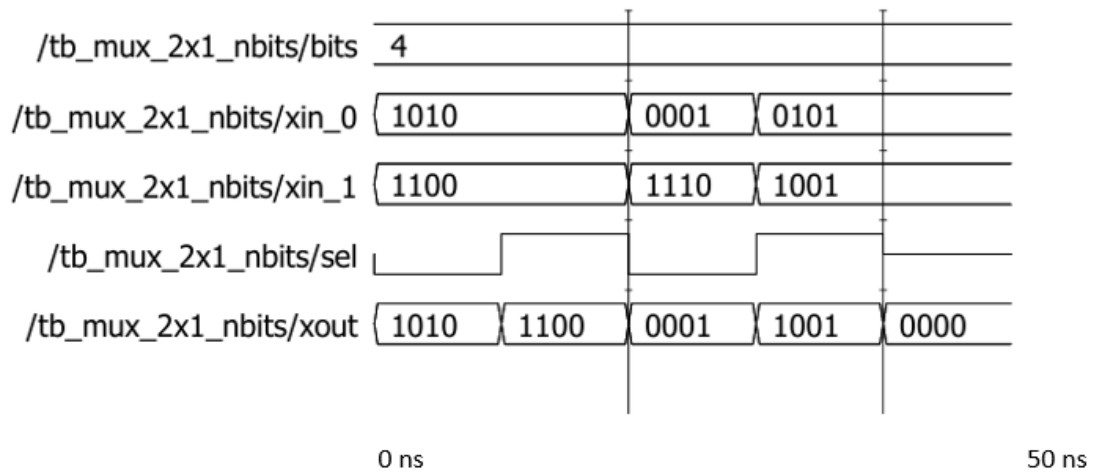 /tb_mux_2x1_nbits/bits 4
/tb_mux_2x1_nbits/xin_0 1010 0001 0101
/tb_mux_2x1_nbits/xin_1 1100 1110 1001
/tb_mux_2x1_nbits/sel
/tb_mux_2x1_nbits/xout 1010 1100 0001 1001 0000
0 ns 50 ns